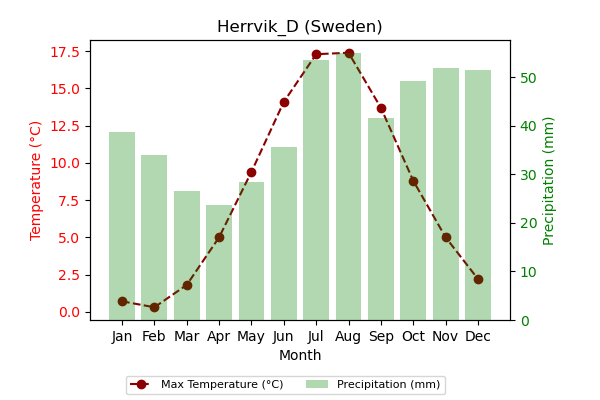 Herrvik_D (Sweden)
17.5
15.0
12.5
10.0
7.5
5.0
2.5
0.0
Temperature (°C)
50
40
30
20
10
0
Precipitation (mm)
Jan Feb Mar Apr May Jun Jul Aug Sep Oct Nov Dec
Month
Max Temperature (°C) Precipitation (mm)